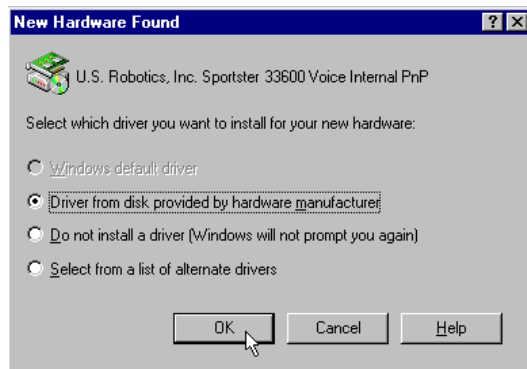 New Hardware Found
U.S. Robotics, Inc. Sportster 33600 Voice Internal PnP
Select which driver you want to install for your new hardware:
Windows default driver
Driver from disk provided by hardware manufacturer
Do not install a driver (Windows will not prompt you again)
Select from a list of alternate drivers
OK Cancel Help